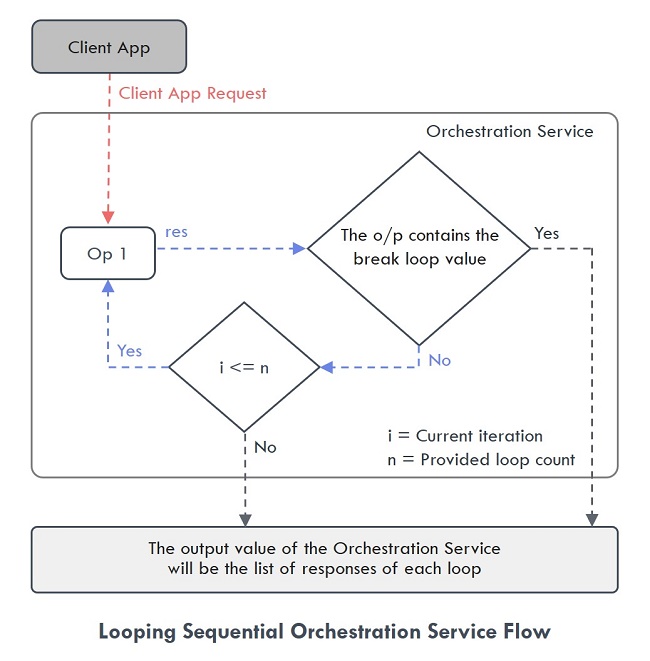 Client App
Client App Request
Orchestration Service
Op 1
res
The o/p contains the
break loop value
Yes
No
Yes
i <= n
No
i = Current iteration
n = Provided loop count
The output value of the Orchestration Service
will be the list of responses of each loop
Looping Sequential Orchestration Service Flow